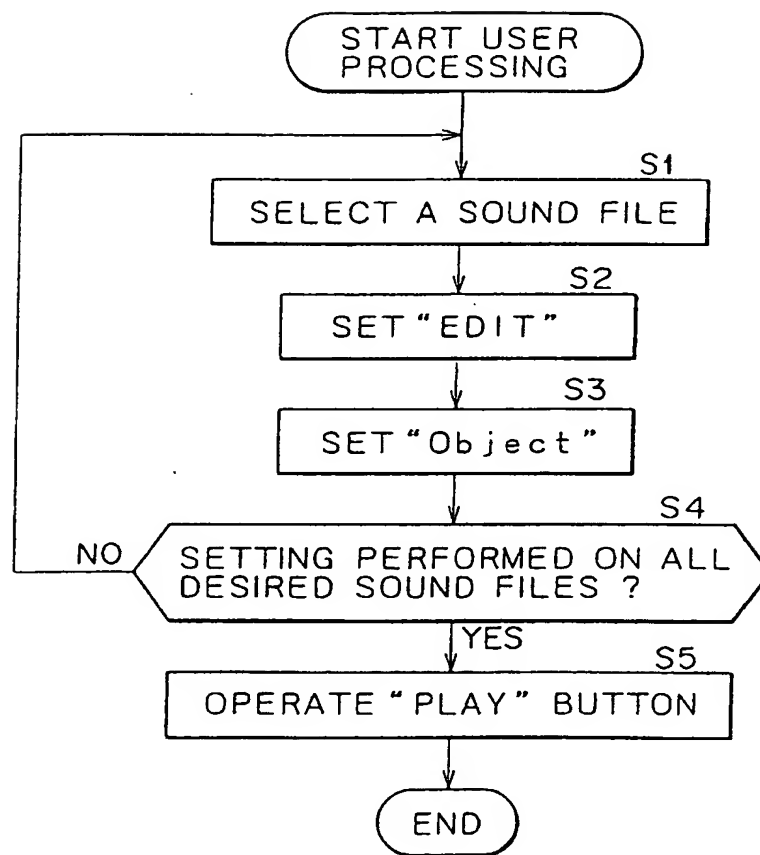 START USER
PROCESSING
S1
SELECT A SOUND FILE
S2
SET "EDIT"
S3
SET "Object"
S4
NO
SETTING PERFORMED ON ALL
DESIRED SOUND FILES ?
YES
S5
OPERATE "PLAY" BUTTON
END